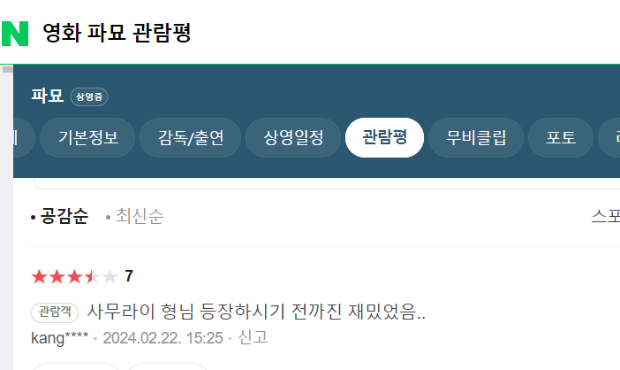 N 영화 파묘 관람평
파묘 상영중
기본정보 감독/출연 상영일정 관람평 무비클립 포토
공감순 최신순 스포
7
관람객 사무라이 형님 등장하시기 전까진 재밌었음..
kang**** · 2024.02.22. 15:25 · 신고